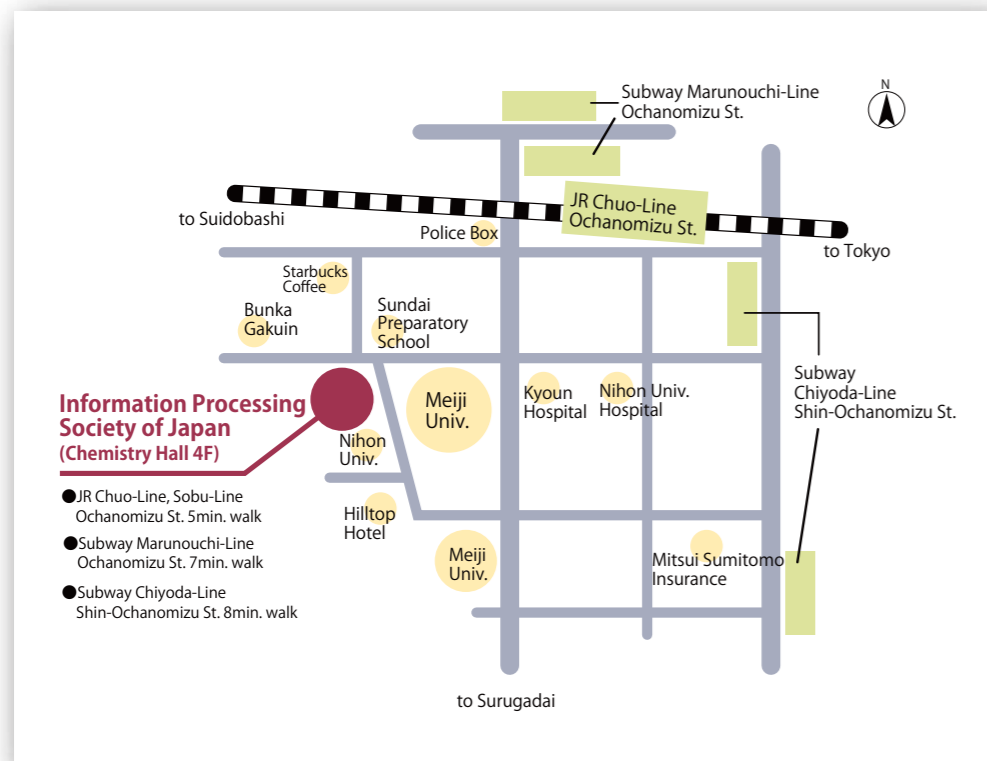 N
Subway Marunouchi-Line
Ochanomizu St.
JR Chuo-Line
Ochanomizu St.
to Suidobashi
Police Box
to Tokyo
Starbucks
Coffee
Bunka
Gakuin
Sundai
Preparatory
School
Subway
Chiyoda-Line
Shin-Ochanomizu St.
Information Processing
Society of Japan
(Chemistry Hall 4F)
Meiji
Univ.
Kyoun
Hospital
Nihon Univ.
Hospital
Nihon
Univ.
●JR Chuo-Line, Sobu-Line
Ochanomizu St. 5min. walk
●Subway Marunouchi-Line
Ochanomizu St. 7min. walk
●Subway Chiyoda-Line
Shin-Ochanomizu St. 8min. walk
Hilltop
Hotel
Meiji
Univ.
Mitsui Sumitomo
Insurance
to Surugadai